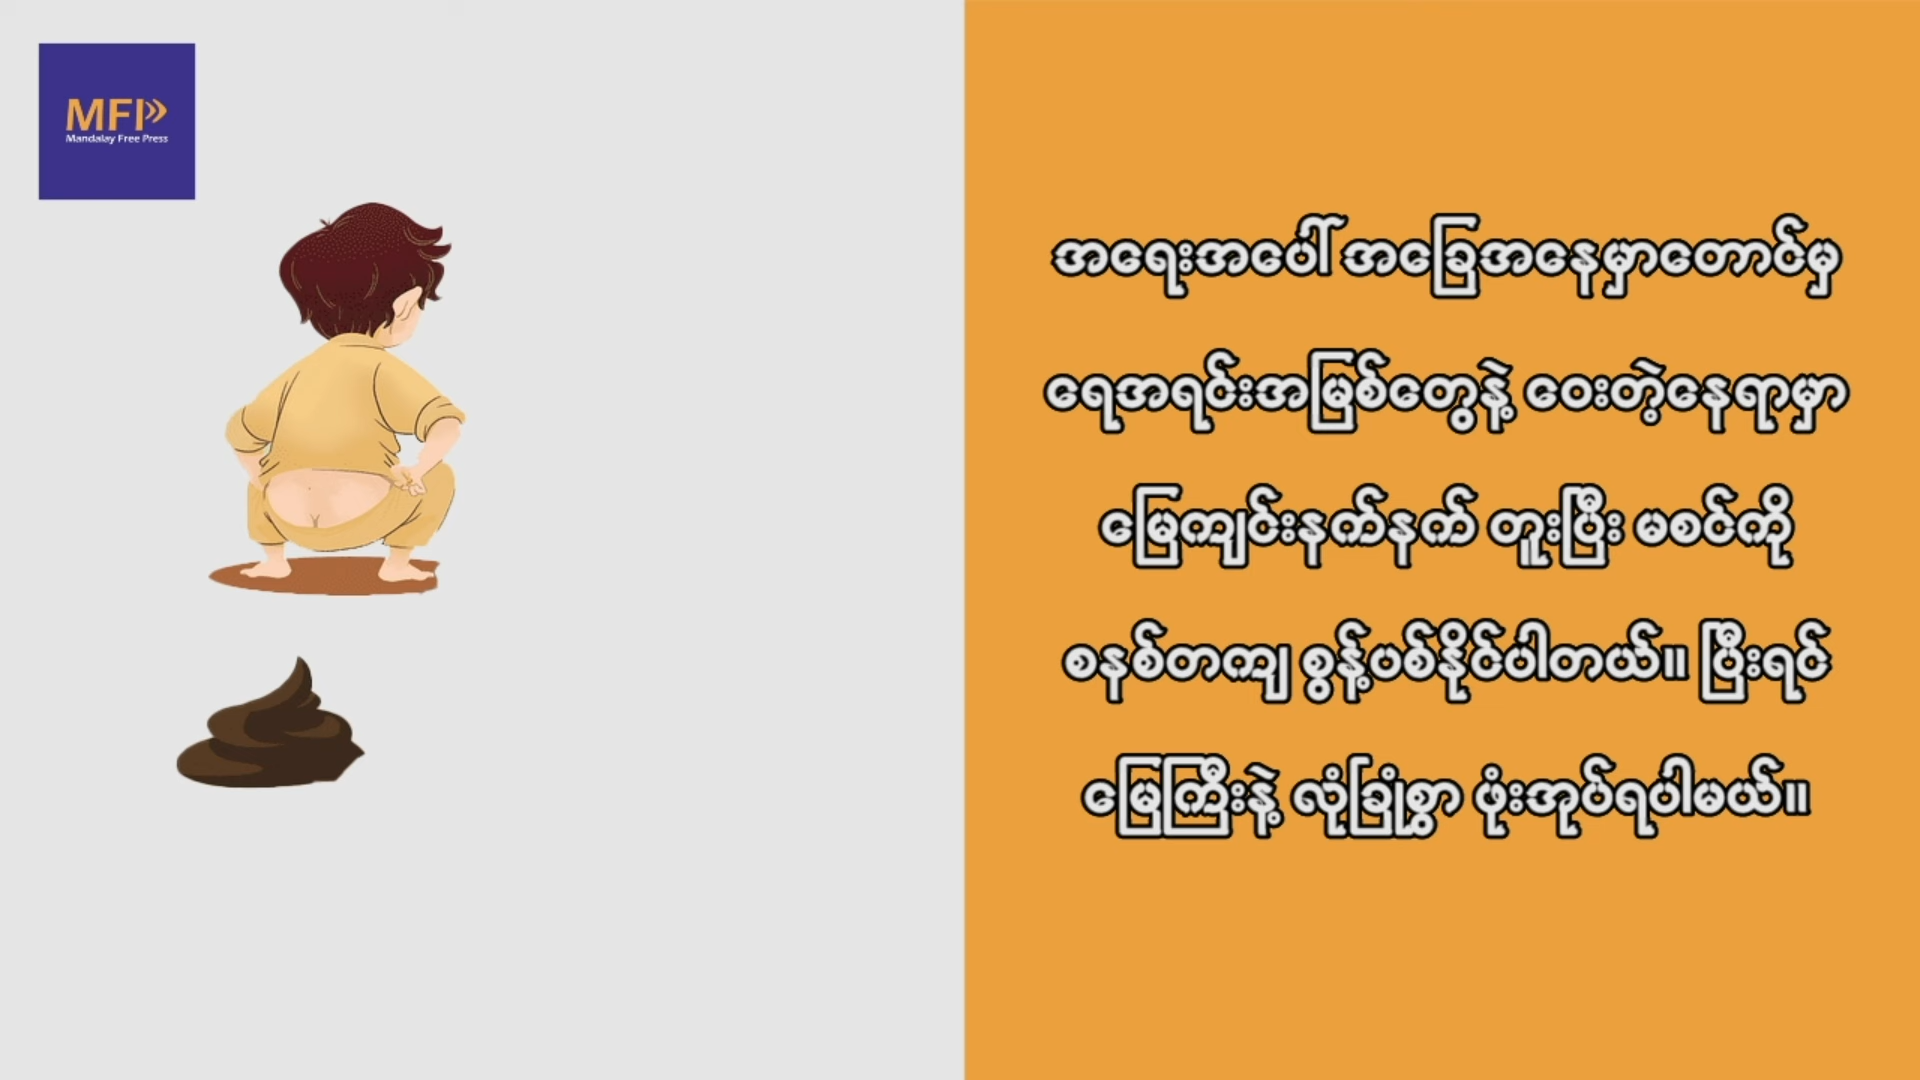 MFP
Mandalay Free Press
အရေးအပေါ် အခြေအနေမှာတောင်မှ
ရေအရင်းအမြစ်တွေနဲ့ ဝေးတဲ့နေရာမှာ
မြေကျင်းနက်နက် တူးပြီး မစင်ကို
စနစ်တကျ စွန့်ပစ်နိုင်ပါတယ်။ ပြီးရင်
မြေကြီးနဲ့ လုံခြုံစွာ ဖုံးအုပ်ရပါမယ်။